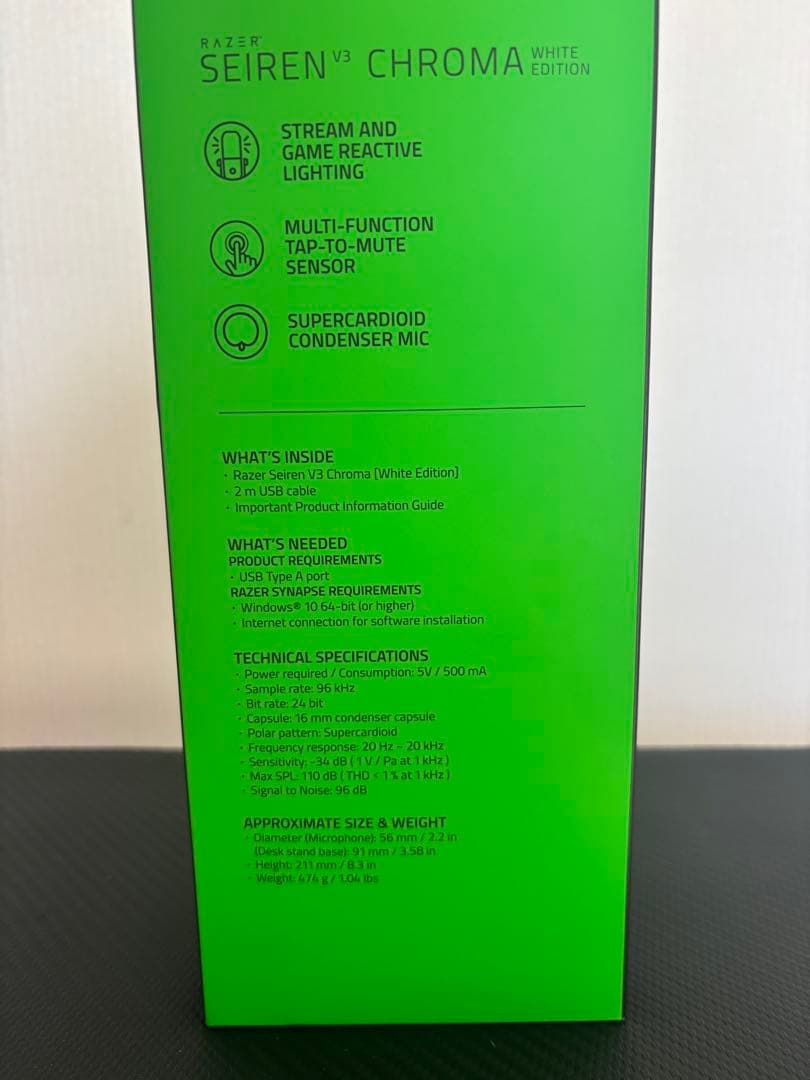 RAZER
SEIREN V3 CHROMA WHITE EDITION
STREAM AND
GAME REACTIVE
LIGHTING
MULTI-FUNCTION
TAP-TO-MUTE
SENSOR
SUPERCARDIOID
CONDENSER MIC
WHAT'S INSIDE
· Razer Seiren V3 Chroma [White Edition]
· 2 m USB cable
· Important Product Information Guide
WHAT'S NEEDED
PRODUCT REQUIREMENTS
· USB Type A port
RAZER SYNAPSE REQUIREMENTS
· Windows® 10 64-bit (or higher)
· Internet connection for software installation
TECHNICAL SPECIFICATIONS
· Power required / Consumption: 5V / 500 mA
· Sample rate: 96 kHz
· Bit rate: 24 bit
· Capsule: 16 mm condenser capsule
· Polar pattern: Supercardioid
· Frequency response: 20 Hz ~ 20 kHz
· Sensitivity: -34 dB ( 1 V / Pa at 1 kHz )
· Max SPL: 110 dB ( THD < 1 % at 1 kHz )
· Signal to Noise: 96 dB
APPROXIMATE SIZE & WEIGHT
· Diameter (Microphone): 56 mm / 2.2 in
(Desk stand base): 91 mm / 3.58 in
· Height: 211 mm / 8.3 in
· Weight: 474 g / 1.04 lbs